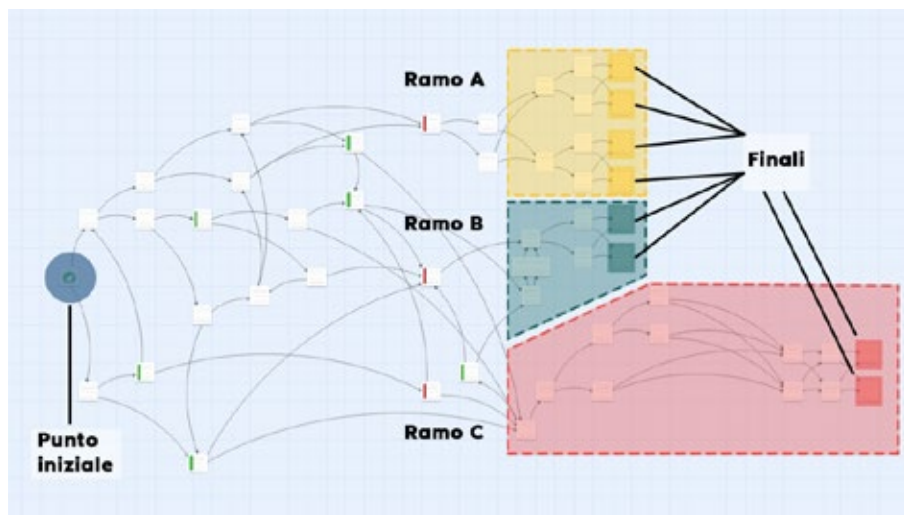 Ramo A
Finali
Ramo B
Ramo C
Punto
iniziale